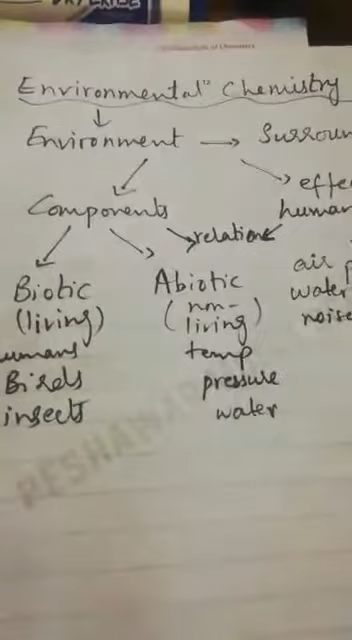 Environmental Chemistry
Environment → Surroun
Components
effe
human
relation
Biotic
(living)
umans
Birds
insects
Abiotic
(non-
living)
temp
pressure
water
air p
water
noise